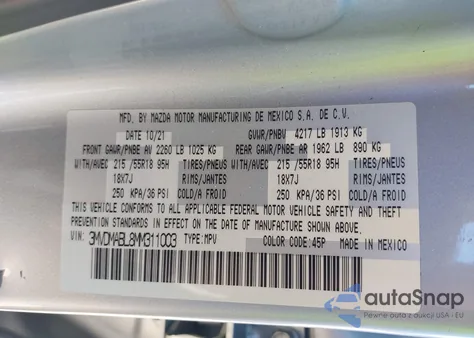 MFD. BY MAZDA MOTOR MANUFACTURING DE MEXICO S.A. DE C.V.
DATE 10/21 GVWR/PNBV 4217 LB 1913 KG
FRONT GAWR/PNBE AV 2260 LB 1025 KG REAR GAWR/PNBE AR 1962 LB 890 KG
WITH/AVEC 215 /55R18 95H TIRES/PNEUS WITH/AVEC 215 /55R18 95H TIRES/PNEUS
18X7J RIMS/JANTES 18X7J RIMS/JANTES
250 KPA/36 PSI COLD/A FROID 250 KPA/36 PSI COLD/A FROID
THIS VEHICLE CONFORMS TO ALL APPLICABLE FEDERAL MOTOR VEHICLE SAFETY AND THEFT
PREVENTION STANDARDS IN EFFECT ON THE DATE OF MANUFACTURE SHOWN ABOVE.
VIN: 3MVDMABL8MM311003 TYPE:MPV COLOR CODE:45P MADE IN MEXICO
autoSnap
Pewne auta z aukcji USA - EU